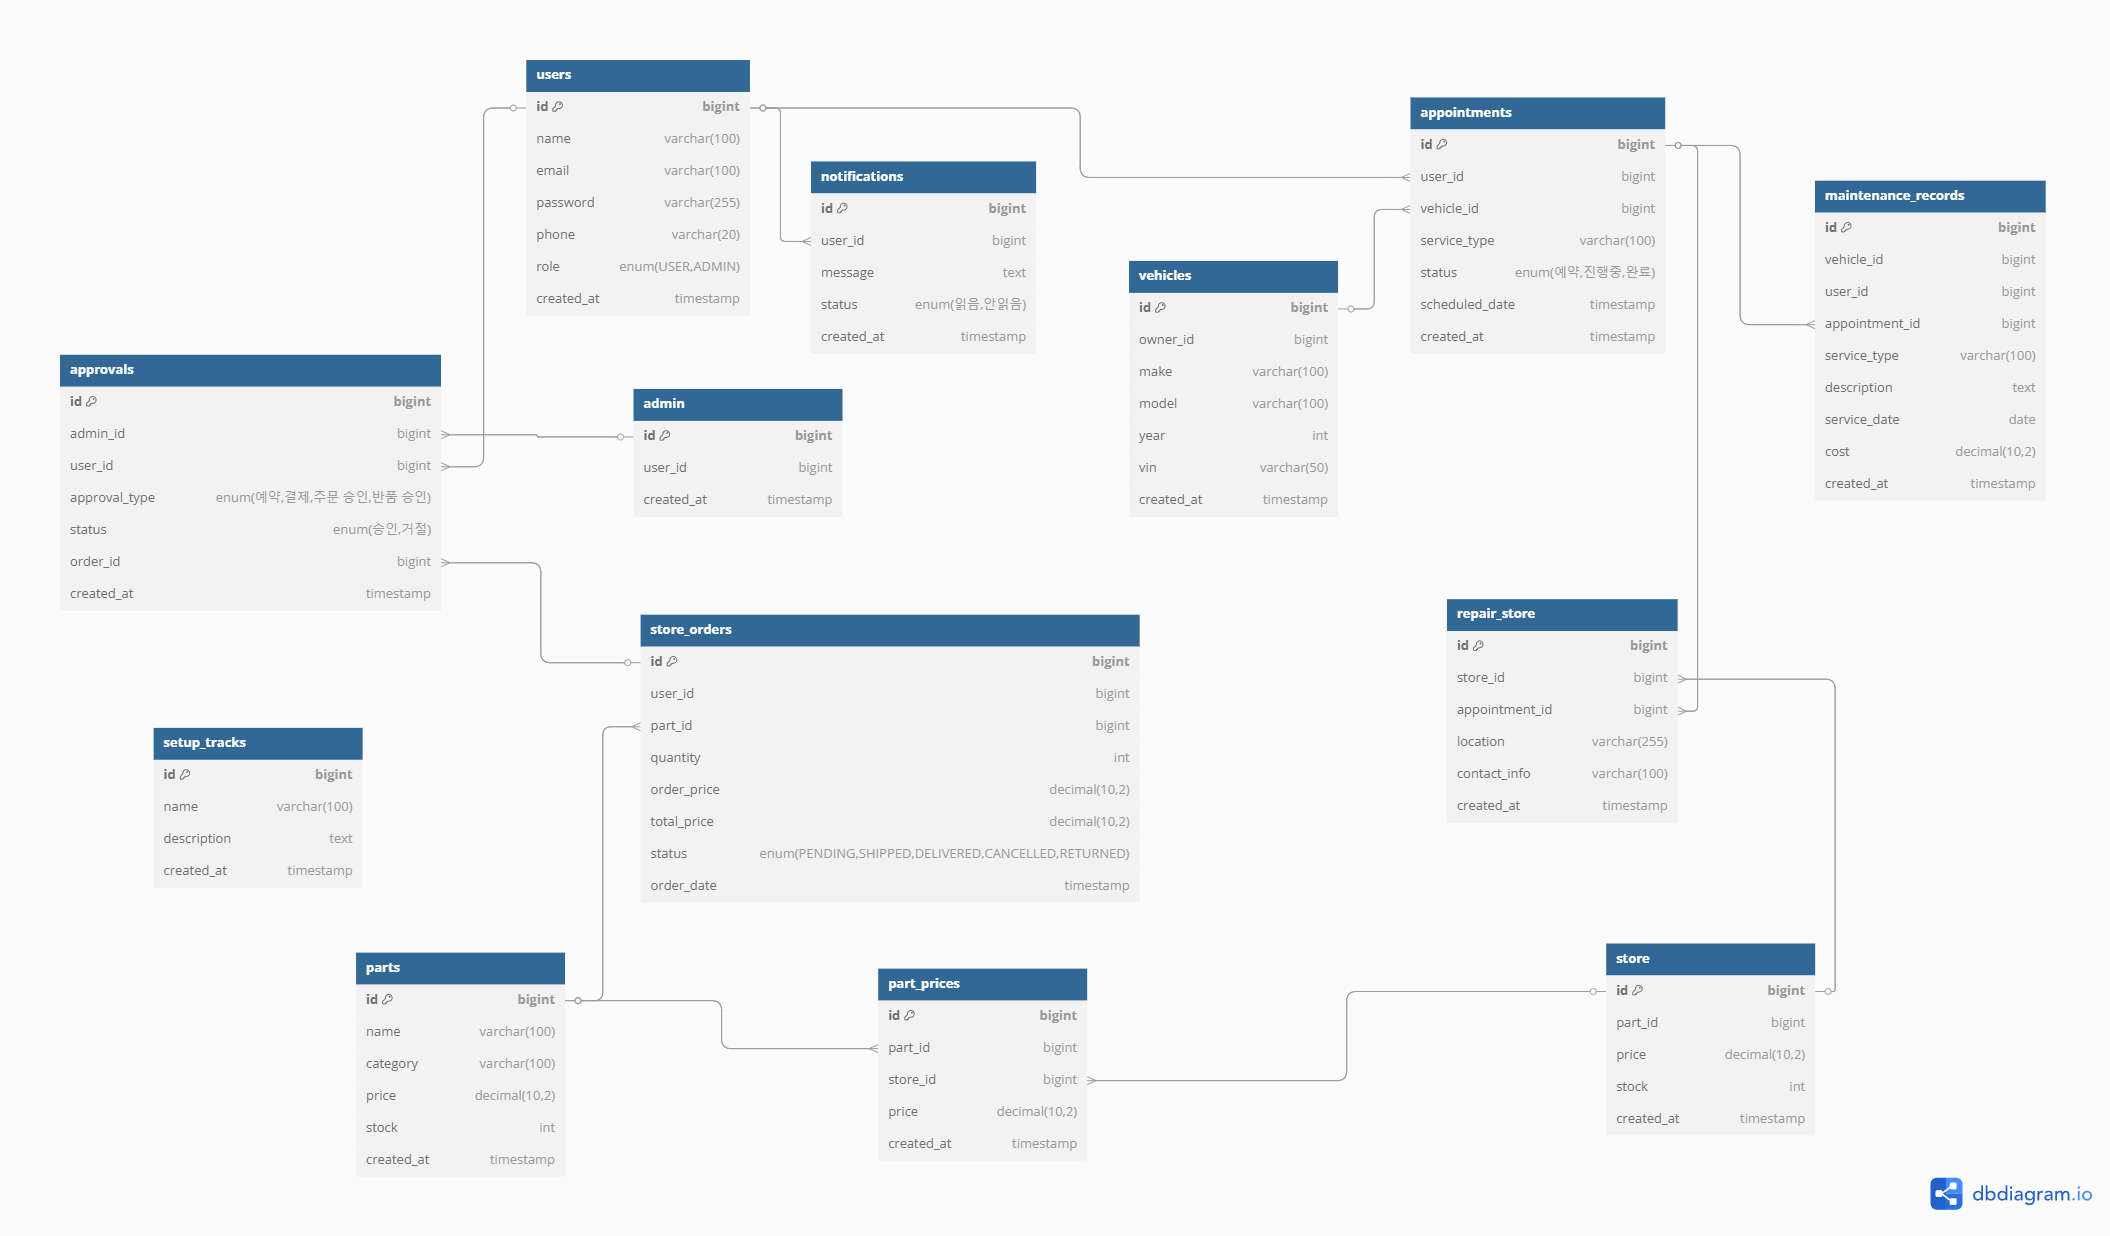 users
id bigint
name varchar(100)
email varchar(100)
password varchar(255)
phone varchar(20)
role enum(USER,ADMIN)
created_at timestamp
notifications
id bigint
user_id bigint
message text
status enum(읽음,안읽음)
created_at timestamp
appointments
id bigint
user_id bigint
vehicle_id bigint
service_type varchar(100)
status enum(예약,진행중,완료)
scheduled_date timestamp
created_at timestamp
maintenance_records
id bigint
vehicle_id bigint
user_id bigint
appointment_id bigint
service_type varchar(100)
description text
service_date date
cost decimal(10,2)
created_at timestamp
vehicles
id bigint
owner_id bigint
make varchar(100)
model varchar(100)
year int
vin varchar(50)
created_at timestamp
approvals
id bigint
admin_id bigint
user_id bigint
approval_type enum(예약,결제,주문 승인,반품 승인)
status enum(승인,거절)
order_id bigint
created_at timestamp
admin
id bigint
user_id bigint
created_at timestamp
store_orders
id bigint
user_id bigint
part_id bigint
quantity int
order_price decimal(10,2)
total_price decimal(10,2)
status enum(PENDING,SHIPPED,DELIVERED,CANCELLED,RETURNED)
order_date timestamp
repair_store
id bigint
store_id bigint
appointment_id bigint
location varchar(255)
contact_info varchar(100)
created_at timestamp
setup_tracks
id bigint
name varchar(100)
description text
created_at timestamp
parts
id bigint
name varchar(100)
category varchar(100)
price decimal(10,2)
stock int
created_at timestamp
part_prices
id bigint
part_id bigint
store_id bigint
price decimal(10,2)
created_at timestamp
store
id bigint
part_id bigint
price decimal(10,2)
stock int
created_at timestamp
dbdiagram.io